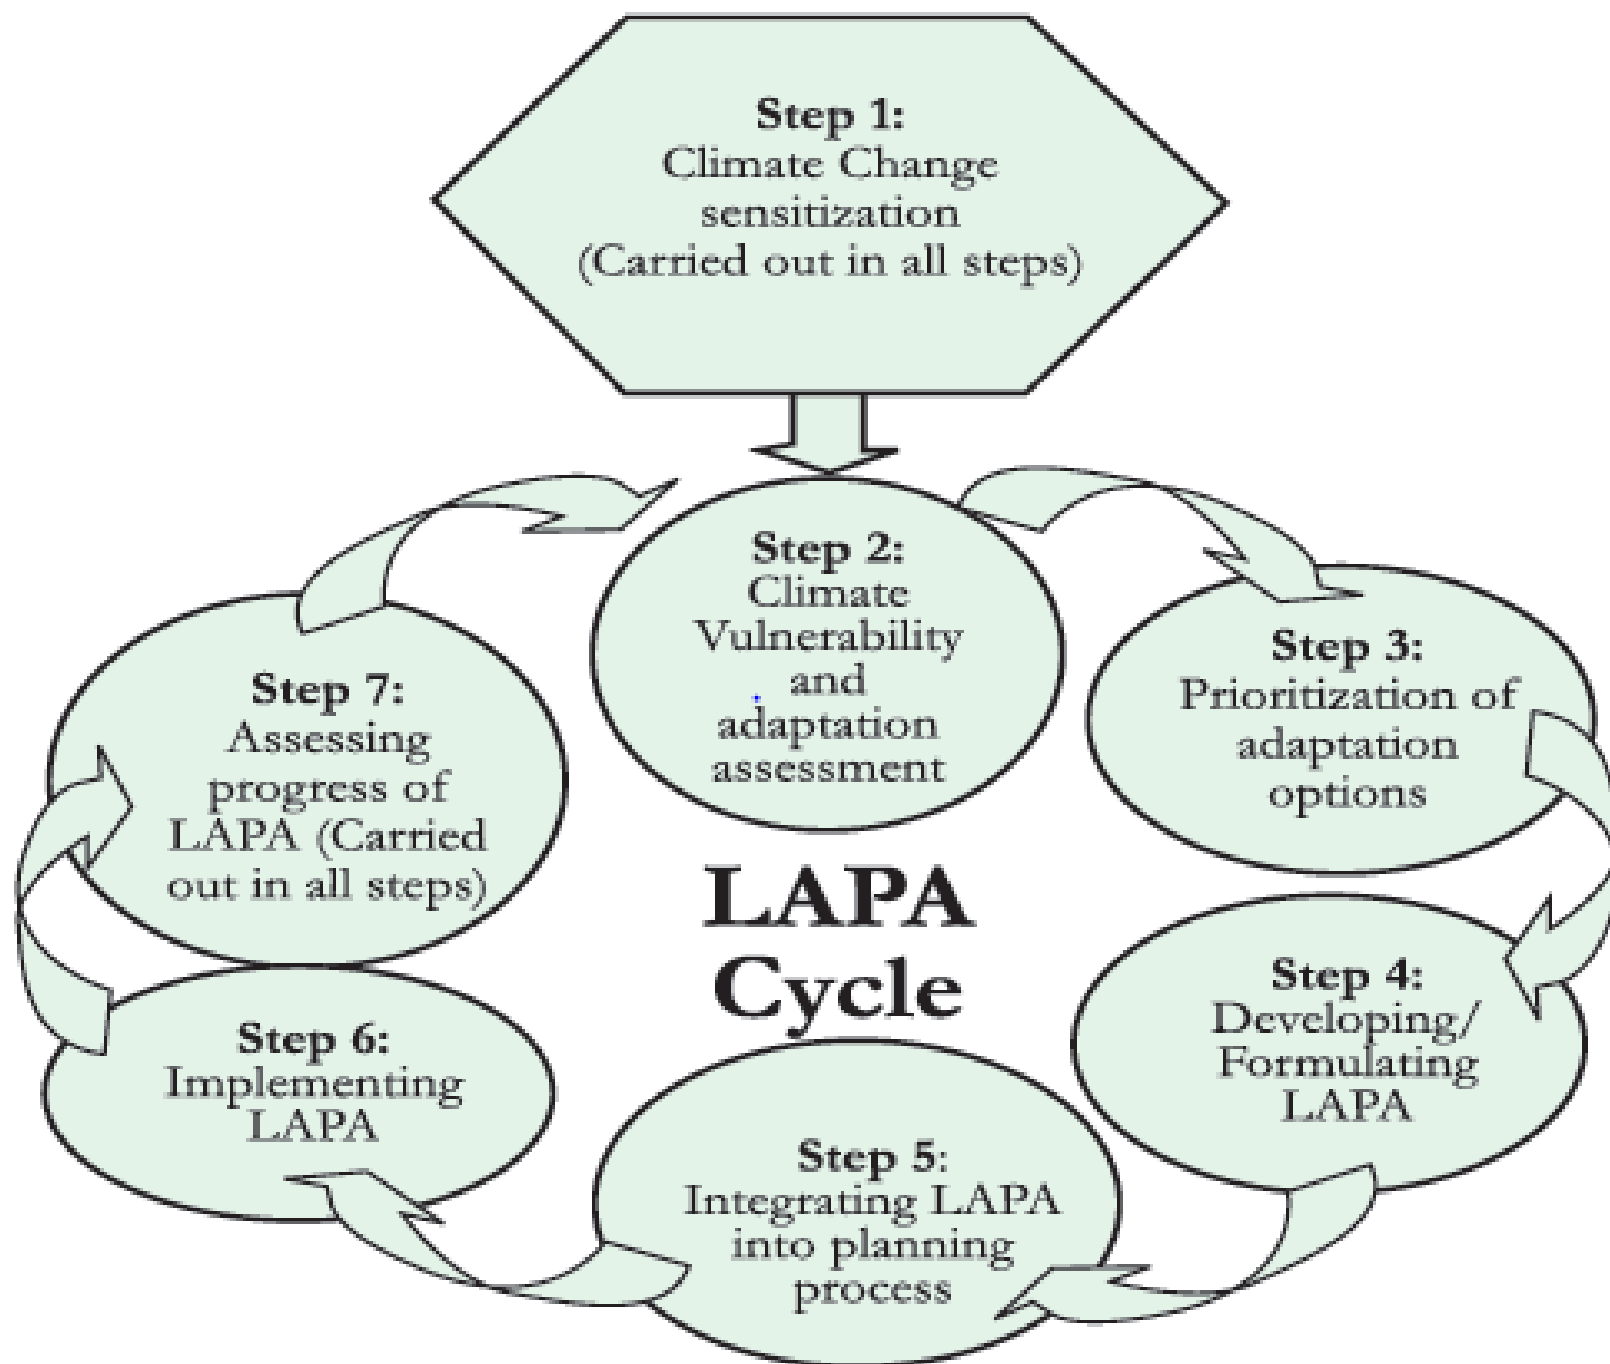 Step 1:
Climate Change
sensitization
(Carried out in all steps)
Step 2:
Climate
Vulnerability
and
adaptation
assessment
Step 3:
Prioritization of
adaptation
options
Step 4:
Developing/
Formulating
LAPA
Step 5:
Integrating LAPA
into planning
process
Step 6:
Implementing
LAPA
Step 7:
Assessing
progress of
LAPA (Carried
out in all steps)
LAPA
Cycle